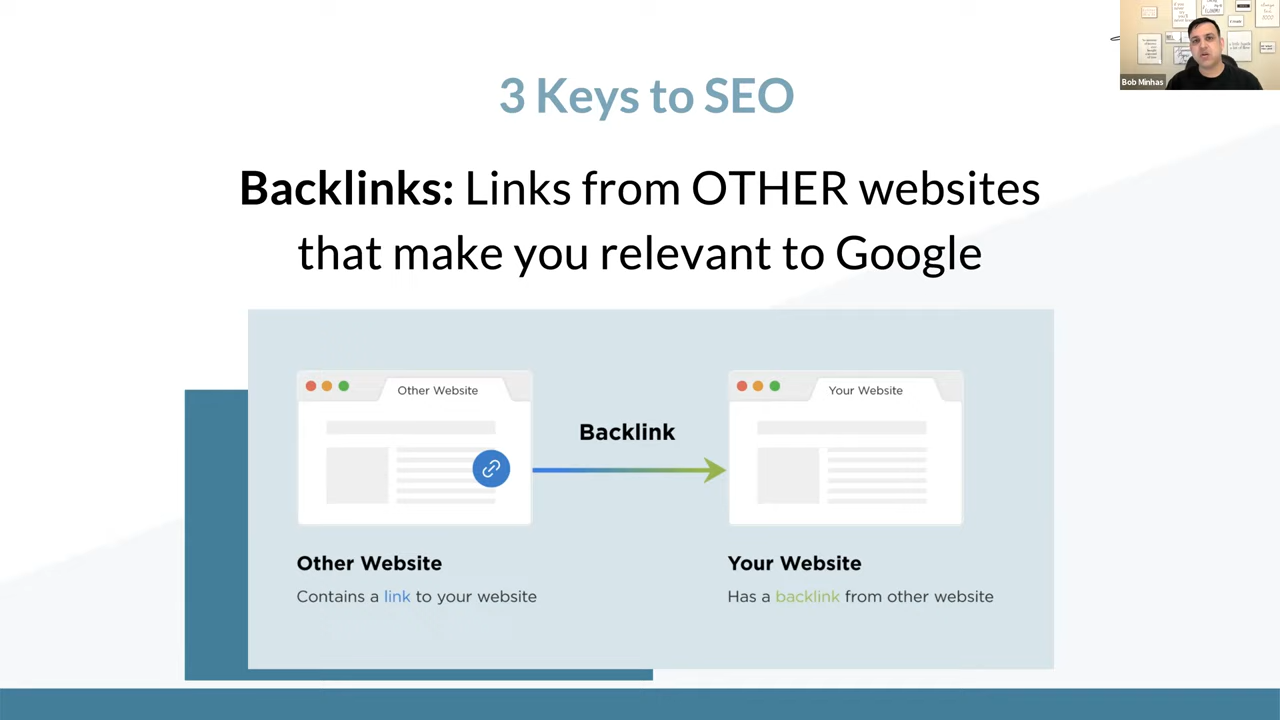 3 Keys to SEO
Backlinks: Links from OTHER websites
that make you relevant to Google
Other Website
Your Website
Backlink
Other Website
Your Website
Contains a link to your website
Has a backlink from other website
Bob Minhas